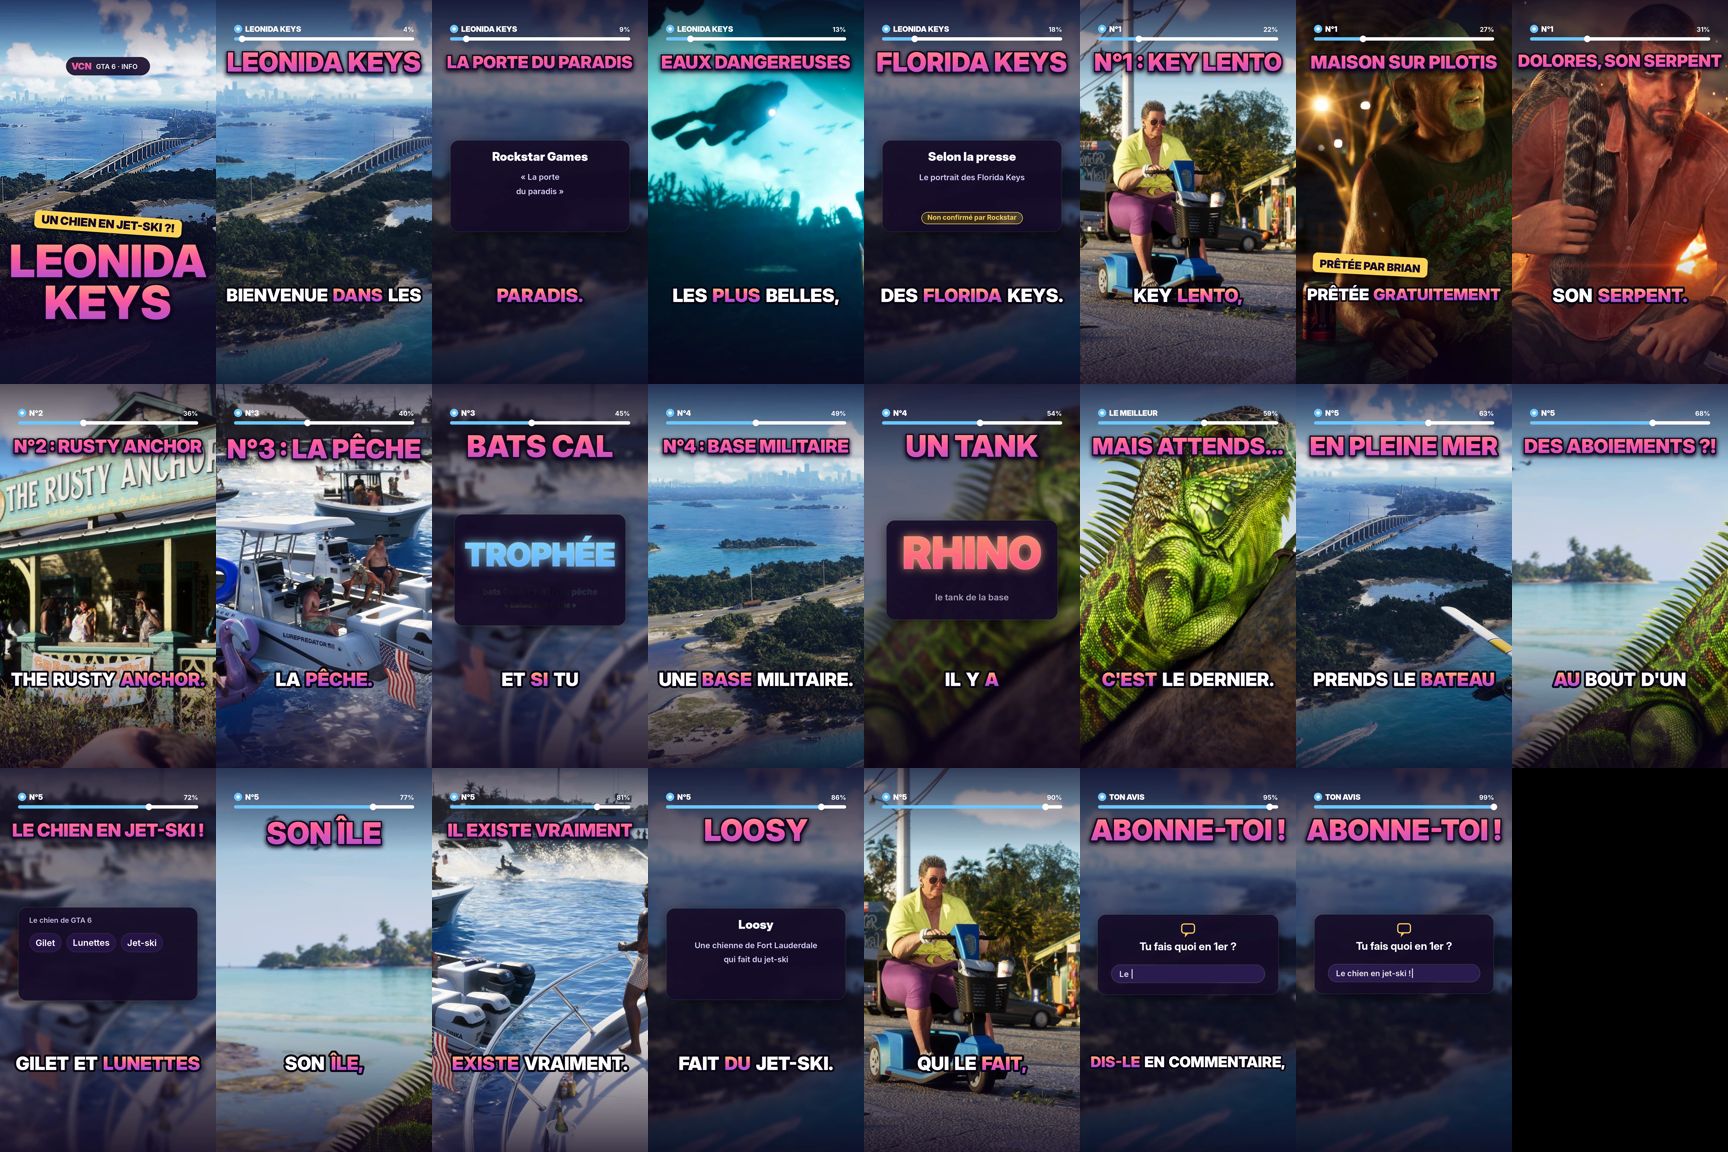 VCN GTA 6 · INFO
UN CHIEN EN JET-SKI ?!
LEONIDA
KEYS
LEONIDA KEYS 4%
LEONIDA KEYS
BIENVENUE DANS LES
LEONIDA KEYS 9%
LA PORTE DU PARADIS
Rockstar Games
« La porte
du paradis »
PARADIS.
LEONIDA KEYS 13%
EAUX DANGEREUSES
LES PLUS BELLES,
LEONIDA KEYS 18%
FLORIDA KEYS
Selon la presse
Le portrait des Florida Keys
Non confirmé par Rockstar
DES FLORIDA KEYS.
N°1 22%
N°1 : KEY LENTO
KEY LENTO,
N°1 27%
MAISON SUR PILOTIS
PRÊTÉE PAR BRIAN
PRÊTÉE GRATUITEMENT
N°1 31%
DOLORES, SON SERPENT
SON SERPENT.
N°2 36%
N°2 : RUSTY ANCHOR
THE RUSTY ANCHOR
THE RUSTY ANCHOR.
N°3 40%
N°3 : LA PÊCHE
LUREPREDATOR
LA PÊCHE.
N°3 45%
BATS CAL
TROPHÉE
ET SI TU
N°4 49%
N°4 : BASE MILITAIRE
UNE BASE MILITAIRE.
N°4 54%
UN TANK
RHINO
le tank de la base
IL Y A
LE MEILLEUR 59%
MAIS ATTENDS...
C'EST LE DERNIER.
N°5 63%
EN PLEINE MER
PRENDS LE BATEAU
N°5 68%
DES ABOIEMENTS ?!
AU BOUT D'UN
N°5 72%
LE CHIEN EN JET-SKI !
Le chien de GTA 6
Gilet Lunettes Jet-ski
GILET ET LUNETTES
N°5 77%
SON ÎLE
SON ÎLE,
N°5 81%
IL EXISTE VRAIMENT
EXISTE VRAIMENT.
N°5 86%
LOOSY
Loosy
Une chienne de Fort Lauderdale
qui fait du jet-ski
FAIT DU JET-SKI.
N°5 90%
QUI LE FAIT,
TON AVIS 95%
ABONNE-TOI !
Tu fais quoi en 1er ?
Le |
DIS-LE EN COMMENTAIRE,
TON AVIS 99%
ABONNE-TOI !
Tu fais quoi en 1er ?
Le chien en jet-ski !|